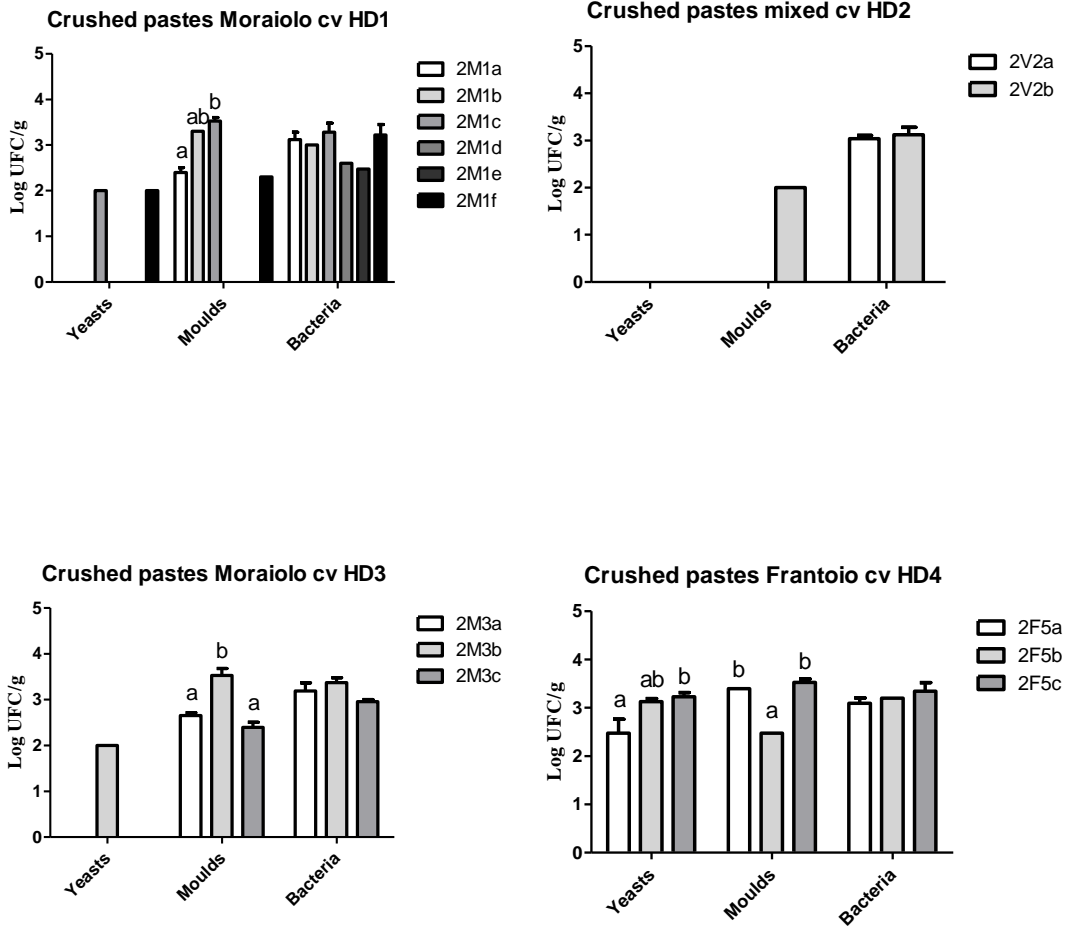 Crushed pastes Moraiolo cv HD1
5
4
3
2
1
0
Log UFC/g
a
ab
b
Yeasts
Moulds
Bacteria
2M1a
2M1b
2M1c
2M1d
2M1e
2M1f
Crushed pastes mixed cv HD2
5
4
3
2
1
0
Log UFC/g
Yeasts
Moulds
Bacteria
2V2a
2V2b
Crushed pastes Moraiolo cv HD3
5
4
3
2
1
0
Log UFC/g
a
b
a
Yeasts
Moulds
Bacteria
2M3a
2M3b
2M3c
Crushed pastes Frantoio cv HD4
5
4
3
2
1
0
Log UFC/g
a
ab
b
b
a
b
Yeasts
Moulds
Bacteria
2F5a
2F5b
2F5c